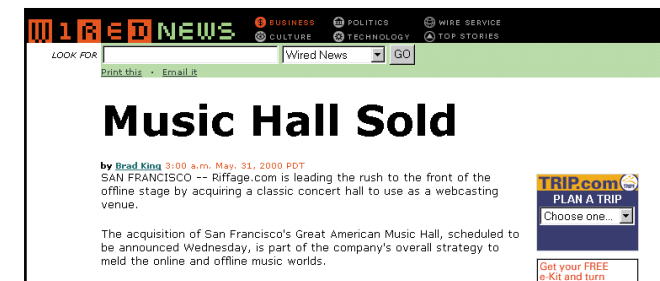 WIRED NEWS
BUSINESS POLITICS WIRE SERVICE
CULTURE TECHNOLOGY TOP STORIES
LOOK FOR Wired News GO
Print this · Email it
Music Hall Sold
by Brad King 3:00 a.m. May. 31, 2000 PDT
SAN FRANCISCO -- Riffage.com is leading the rush to the front of the
offline stage by acquiring a classic concert hall to use as a webcasting
venue.
The acquisition of San Francisco's Great American Music Hall, scheduled to
be announced Wednesday, is part of the company's overall strategy to
meld the online and offline music worlds.
TRIP.com
PLAN A TRIP
Choose one...
Get your FREE
e-Kit and turn